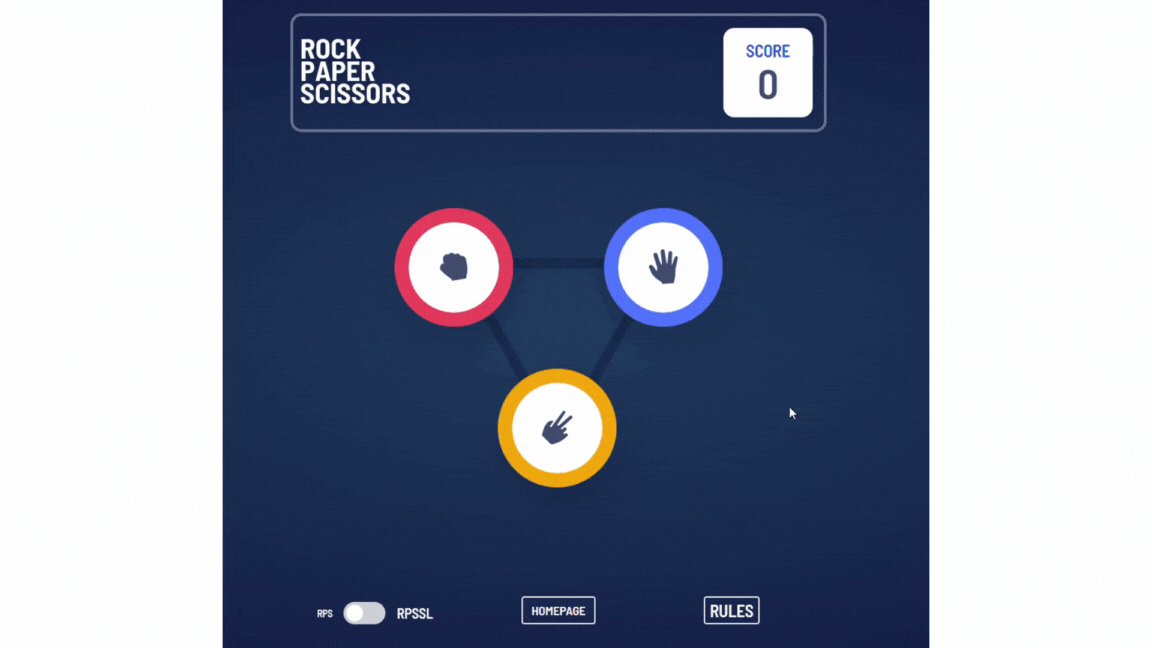 ROCK
PAPER
SCISSORS
SCORE
0
RPS
RPSSL
HOMEPAGE
RULES